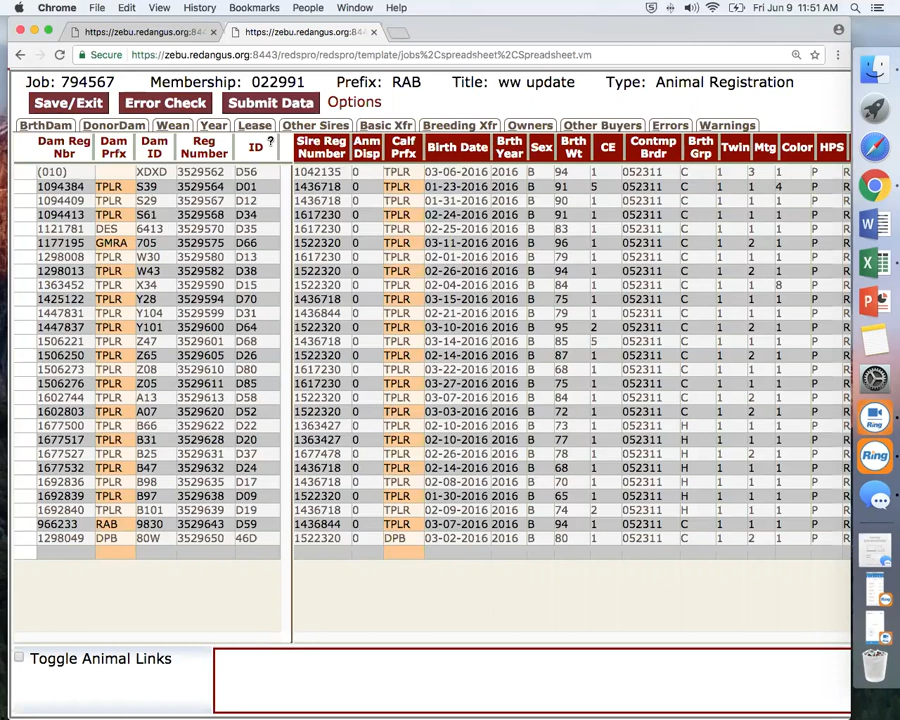 Chrome File Edit View History Bookmarks People Window Help Fri Jun 9 11:51 AM
https://zebu.redangus.org:844 https://zebu.redangus.org:844
Secure https://zebu.redangus.org:8443/redspro/redspro/template/jobs%2CSpreadsheet%2CSpreadsheet.vm
Job: 794567 Membership: 022991 Prefix: RAB Title: ww update Type: Animal Registration
Save/Exit Error Check Submit Data Options
BrthDam DonorDam Wean Year Lease Other Sires Basic Xfr Breeding Xfr Owners Other Buyers Errors Warnings
Dam Reg Nbr Dam Prfx Dam ID Reg Number ID ? Sire Reg Number Anm Disp Calf Prfx Birth Date Brth Year Sex Brth Wt CE Contmp Brdr Brth Grp Twin Mtg Color HPS
(010) XDXD 3529562 D56 1042135 0 TPLR 03-06-2016 2016 B 94 1 052311 C 1 3 1 P R
1094384 TPLR S39 3529564 D01 1436718 0 TPLR 01-23-2016 2016 B 91 5 052311 C 1 1 4 P R
1094409 TPLR S29 3529567 D12 1436718 0 TPLR 01-31-2016 2016 B 90 1 052311 C 1 1 1 P R
1094413 TPLR S61 3529568 D34 1617230 0 TPLR 02-24-2016 2016 B 91 1 052311 C 1 1 1 P R
1121781 DES 6413 3529570 D35 1617230 0 TPLR 02-25-2016 2016 B 83 1 052311 C 1 1 1 P R
1177195 GMRA 705 3529575 D66 1522320 0 TPLR 03-11-2016 2016 B 96 1 052311 C 1 2 1 P R
1298008 TPLR W30 3529580 D13 1617230 0 TPLR 02-01-2016 2016 B 79 1 052311 C 1 1 1 P R
1298013 TPLR W43 3529582 D38 1522320 0 TPLR 02-26-2016 2016 B 94 1 052311 C 1 2 1 P R
1363452 TPLR X34 3529590 D15 1522320 0 TPLR 02-04-2016 2016 B 84 1 052311 C 1 1 8 P R
1425122 TPLR Y28 3529594 D70 1436718 0 TPLR 03-15-2016 2016 B 75 1 052311 C 1 1 1 P R
1447831 TPLR Y104 3529599 D31 1436844 0 TPLR 02-21-2016 2016 B 79 1 052311 C 1 1 1 P R
1447837 TPLR Y101 3529600 D64 1522320 0 TPLR 03-10-2016 2016 B 95 2 052311 C 1 2 1 P R
1506221 TPLR Z47 3529601 D68 1436718 0 TPLR 03-14-2016 2016 B 85 5 052311 C 1 1 1 P R
1506250 TPLR Z65 3529605 D26 1522320 0 TPLR 02-14-2016 2016 B 87 1 052311 C 1 2 1 P R
1506273 TPLR Z08 3529610 D80 1617230 0 TPLR 03-22-2016 2016 B 68 1 052311 C 1 1 1 P R
1506276 TPLR Z05 3529611 D85 1617230 0 TPLR 03-27-2016 2016 B 75 1 052311 C 1 1 1 P R
1602744 TPLR A13 3529613 D58 1522320 0 TPLR 03-07-2016 2016 B 84 1 052311 C 1 2 1 P R
1602803 TPLR A07 3529620 D52 1522320 0 TPLR 03-03-2016 2016 B 72 1 052311 C 1 2 1 P R
1677500 TPLR B66 3529622 D22 1363427 0 TPLR 02-10-2016 2016 B 73 1 052311 H 1 1 1 P R
1677517 TPLR B31 3529628 D20 1363427 0 TPLR 02-10-2016 2016 B 77 1 052311 H 1 1 1 P R
1677527 TPLR B25 3529631 D37 1677478 0 TPLR 02-26-2016 2016 B 78 1 052311 H 1 2 1 P R
1677532 TPLR B47 3529632 D24 1436718 0 TPLR 02-14-2016 2016 B 68 1 052311 H 1 1 1 P R
1692836 TPLR B98 3529635 D17 1436718 0 TPLR 02-08-2016 2016 B 70 1 052311 H 1 1 1 P R
1692839 TPLR B97 3529638 D09 1522320 0 TPLR 01-30-2016 2016 B 65 1 052311 H 1 2 1 P R
1692840 TPLR B101 3529639 D19 1436718 0 TPLR 02-09-2016 2016 B 74 2 052311 H 1 1 1 P R
966233 RAB 9830 3529643 D59 1436844 0 TPLR 03-07-2016 2016 B 94 1 052311 C 1 1 1 P R
1298049 DPB 80W 3529650 46D 1522320 0 DPB 03-02-2016 2016 B 80 1 052311 C 1 2 1 P R
Toggle Animal Links
Ring
Ring